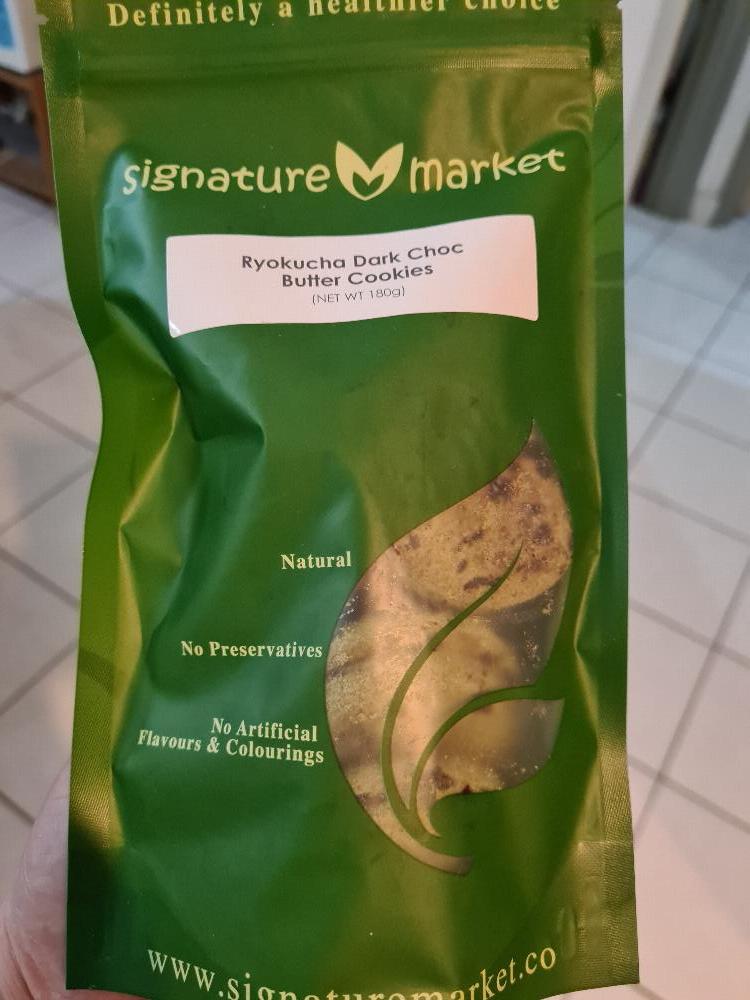 Definitely a healthier choice
signature market
Ryokucha Dark Choc
Butter Cookies
(NET WT 180g)
Natural
No Preservatives
No Artificial
Flavours & Colourings
www.signaturemarket.co